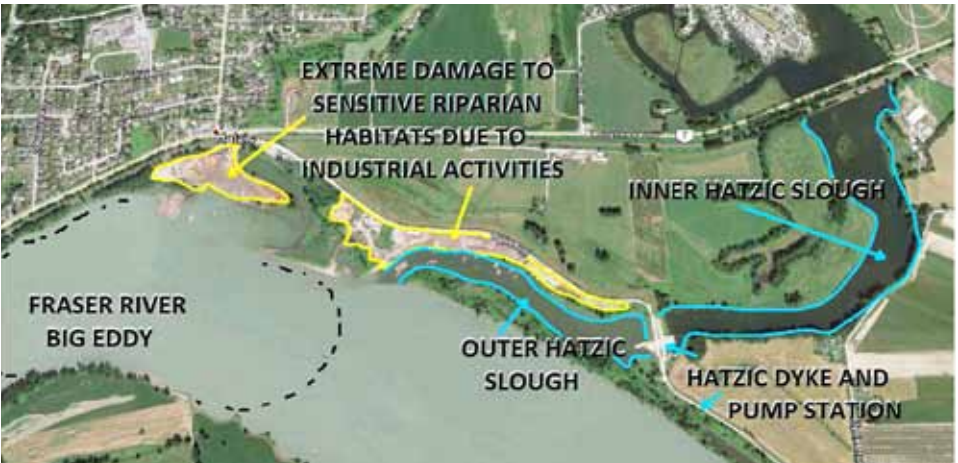 EXTREME DAMAGE TO
SENSITIVE RIPARIAN
HABITATS DUE TO
INDUSTRIAL ACTIVITIES
INNER HATZIC SLOUGH
FRASER RIVER
BIG EDDY
OUTER HATZIC
SLOUGH
HATZIC DYKE AND
PUMP STATION